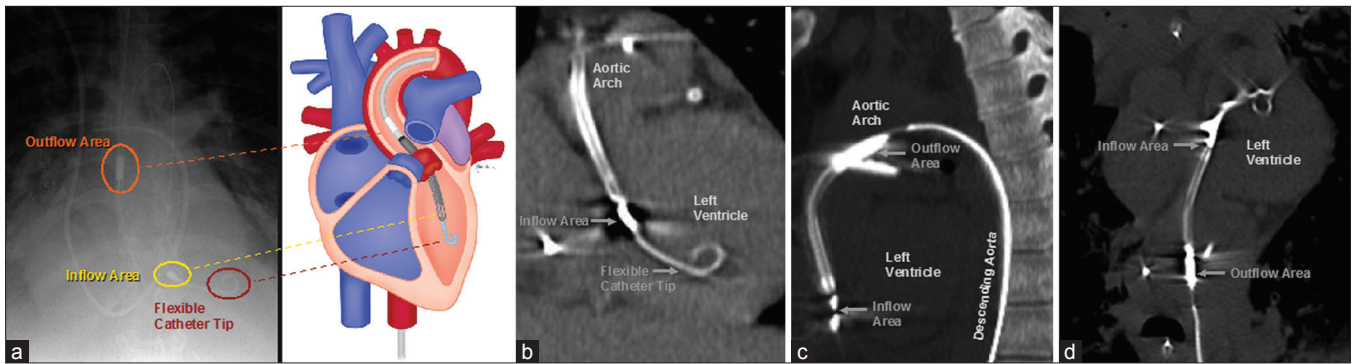 Outflow Area
Inflow Area
Flexible
Catheter Tip
a
Aortic
Arch
Left
Ventricle
Inflow Area
Flexible
Catheter Tip
b
Aortic
Arch
Outflow
Area
Left
Ventricle
Inflow
Area
Descending Aorta
c
Inflow Area
Left
Ventricle
Outflow Area
d